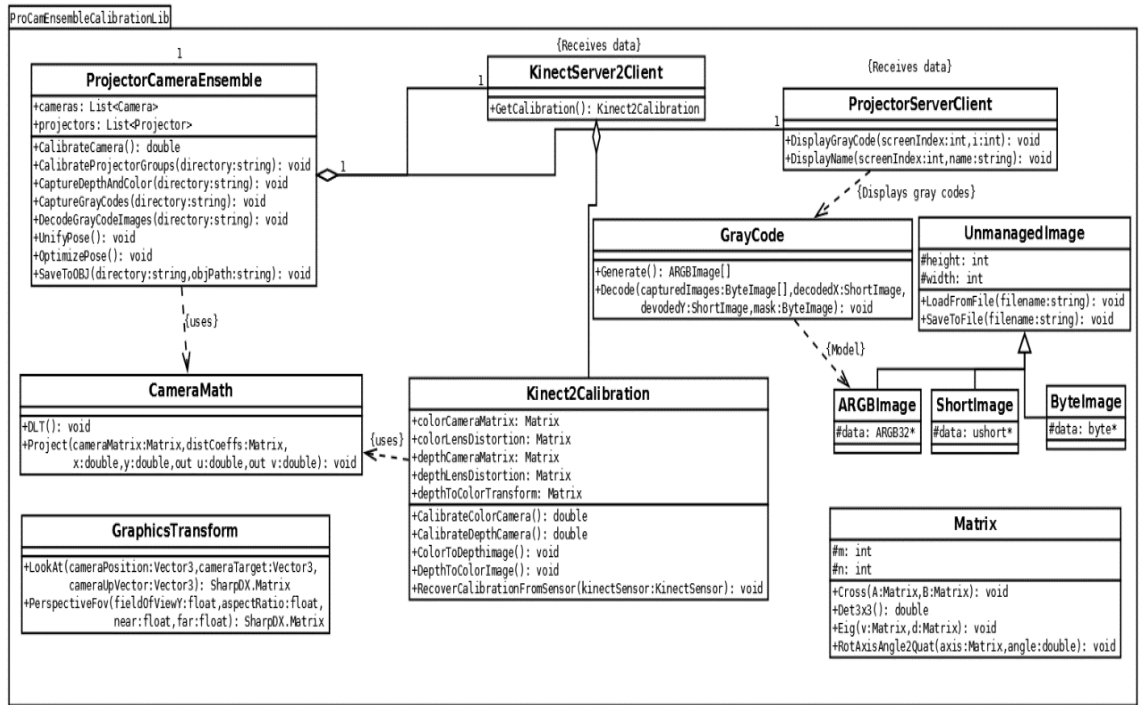 ProCamEnsembleCalibrationLib
1
ProjectorCameraEnsemble
+cameras: List<Camera>
+projectors: List<Projector>
+CalibrateCamera(): double
+CalibrateProjectorGroups(directory:string): void
+CaptureDepthAndColor(directory:string): void
+CaptureGrayCodes(directory:string): void
+DecodeGrayCodeImages(directory:string): void
+UnifyPose(): void
+OptimizePose(): void
+SaveToOBJ(directory:string,objPath:string): void
1
{Receives data}
1
KinectServer2Client
+GetCalibration(): Kinect2Calibration
{Receives data}
1
ProjectorServerClient
+DisplayGrayCode(screenIndex:int,i:int): void
+DisplayName(screenIndex:int,name:string): void
{Displays gray codes}
GrayCode
+Generate(): ARGBImage[]
+Decode(capturedImages:ByteImage[],decodedX:ShortImage,
devodedY:ShortImage,mask:ByteImage): void
UnmanagedImage
#height: int
#width: int
+LoadFromFile(filename:string): void
+SaveToFile(filename:string): void
{uses}
{Model}
CameraMath
+DLT(): void
+Project(cameraMatrix:Matrix,distCoeffs:Matrix,
x:double,y:double,out u:double,out v:double): void
{uses}
Kinect2Calibration
+colorCameraMatrix: Matrix
+colorLensDistortion: Matrix
+depthCameraMatrix: Matrix
+depthLensDistortion: Matrix
+depthToColorTransform: Matrix
+CalibrateColorCamera(): double
+CalibrateDepthCamera(): double
+ColorToDepthimage(): void
+DepthToColorImage(): void
+RecoverCalibrationFromSensor(kinectSensor:KinectSensor): void
ARGBImage
#data: ARGB32*
ShortImage
#data: ushort*
ByteImage
#data: byte*
GraphicsTransform
+LookAt(cameraPosition:Vector3,cameraTarget:Vector3,
cameraUpVector:Vector3): SharpDX.Matrix
+PerspectiveFov(fieldOfViewY:float,aspectRatio:float,
near:float,far:float): SharpDX.Matrix
Matrix
#m: int
#n: int
+Cross(A:Matrix,B:Matrix): void
+Det3x3(): double
+Eig(v:Matrix,d:Matrix): void
+RotAxisAngle2Quat(axis:Matrix,angle:double): void